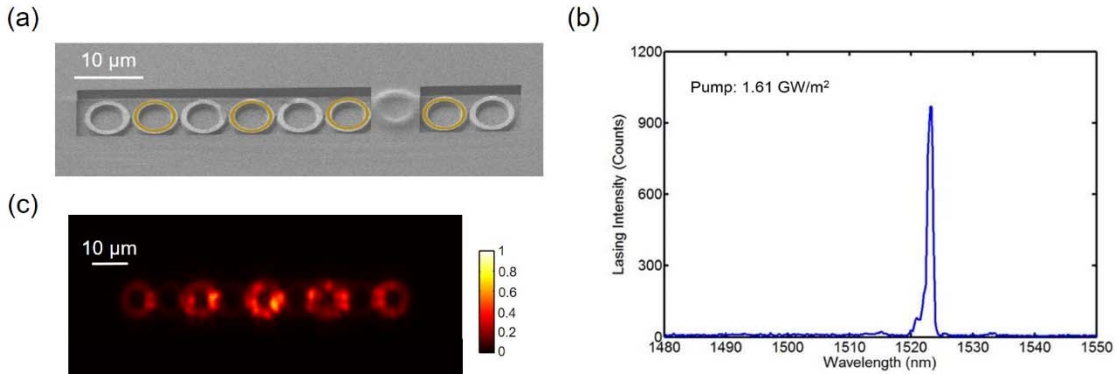 (a)
10 μm
(b)
1200
900
600
300
0
Lasing Intensity (Counts)
Pump: 1.61 GW/m²
1480
1490
1500
1510
1520
1530
1540
1550
Wavelength (nm)
(c)
10 μm
1
0.8
0.6
0.4
0.2
0